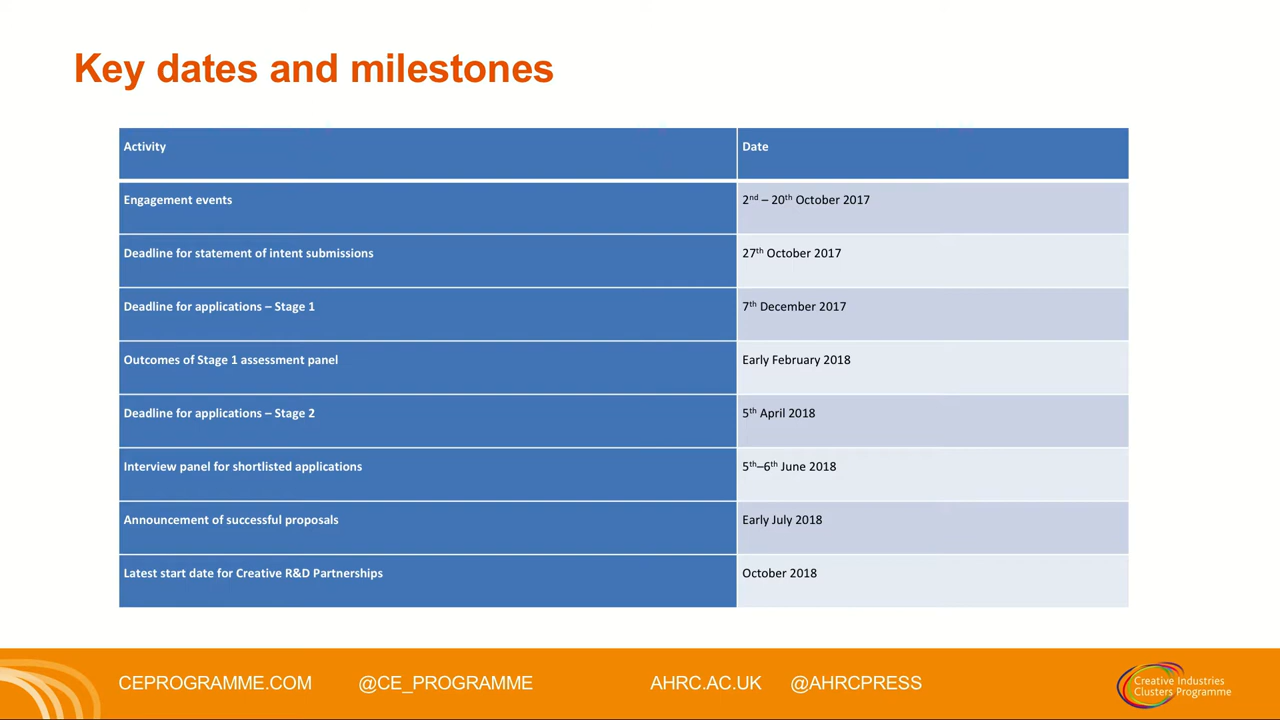 Key dates and milestones
Activity Date
Engagement events 2nd – 20th October 2017
Deadline for statement of intent submissions 27th October 2017
Deadline for applications – Stage 1 7th December 2017
Outcomes of Stage 1 assessment panel Early February 2018
Deadline for applications – Stage 2 5th April 2018
Interview panel for shortlisted applications 5th–6th June 2018
Announcement of successful proposals Early July 2018
Latest start date for Creative R&D Partnerships October 2018
CEPROGRAMME.COM @CE_PROGRAMME AHRC.AC.UK @AHRCPRESS
Creative Industries
Clusters Programme